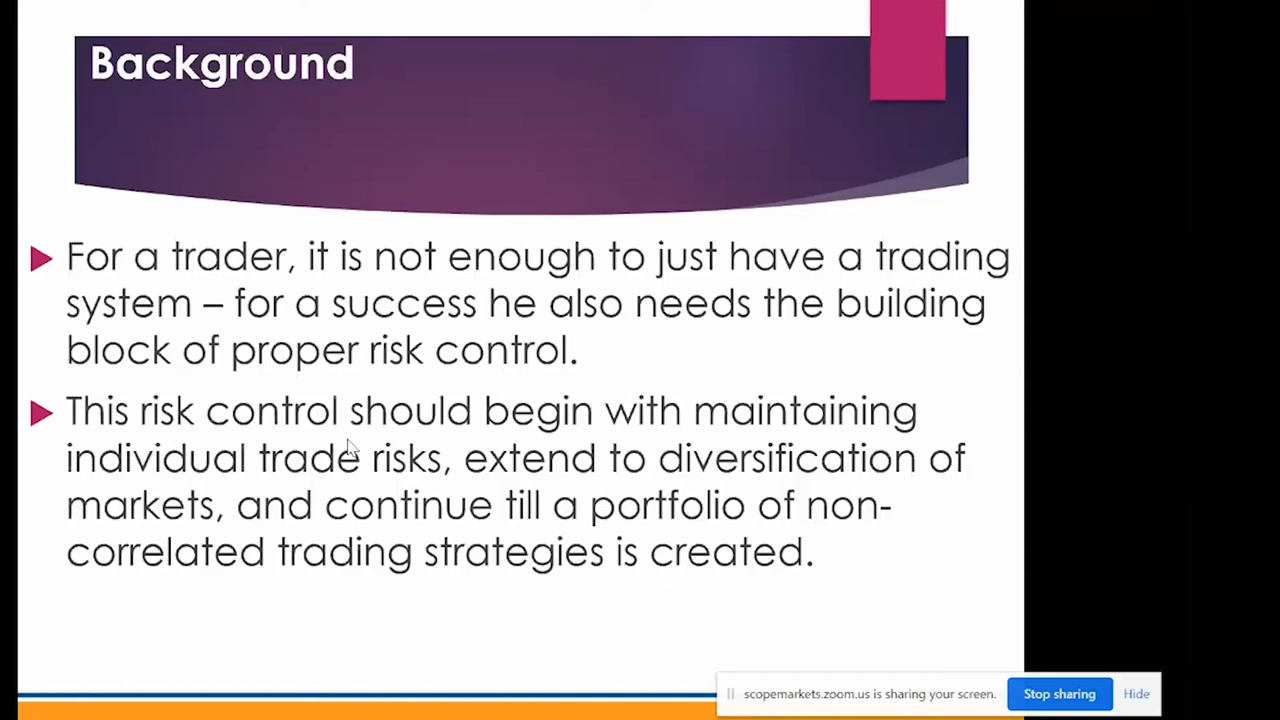 Background
For a trader, it is not enough to just have a trading
system – for a success he also needs the building
block of proper risk control.
This risk control should begin with maintaining
individual trade risks, extend to diversification of
markets, and continue till a portfolio of non-
correlated trading strategies is created.
scopemarkets.zoom.us is sharing your screen. Stop sharing Hide